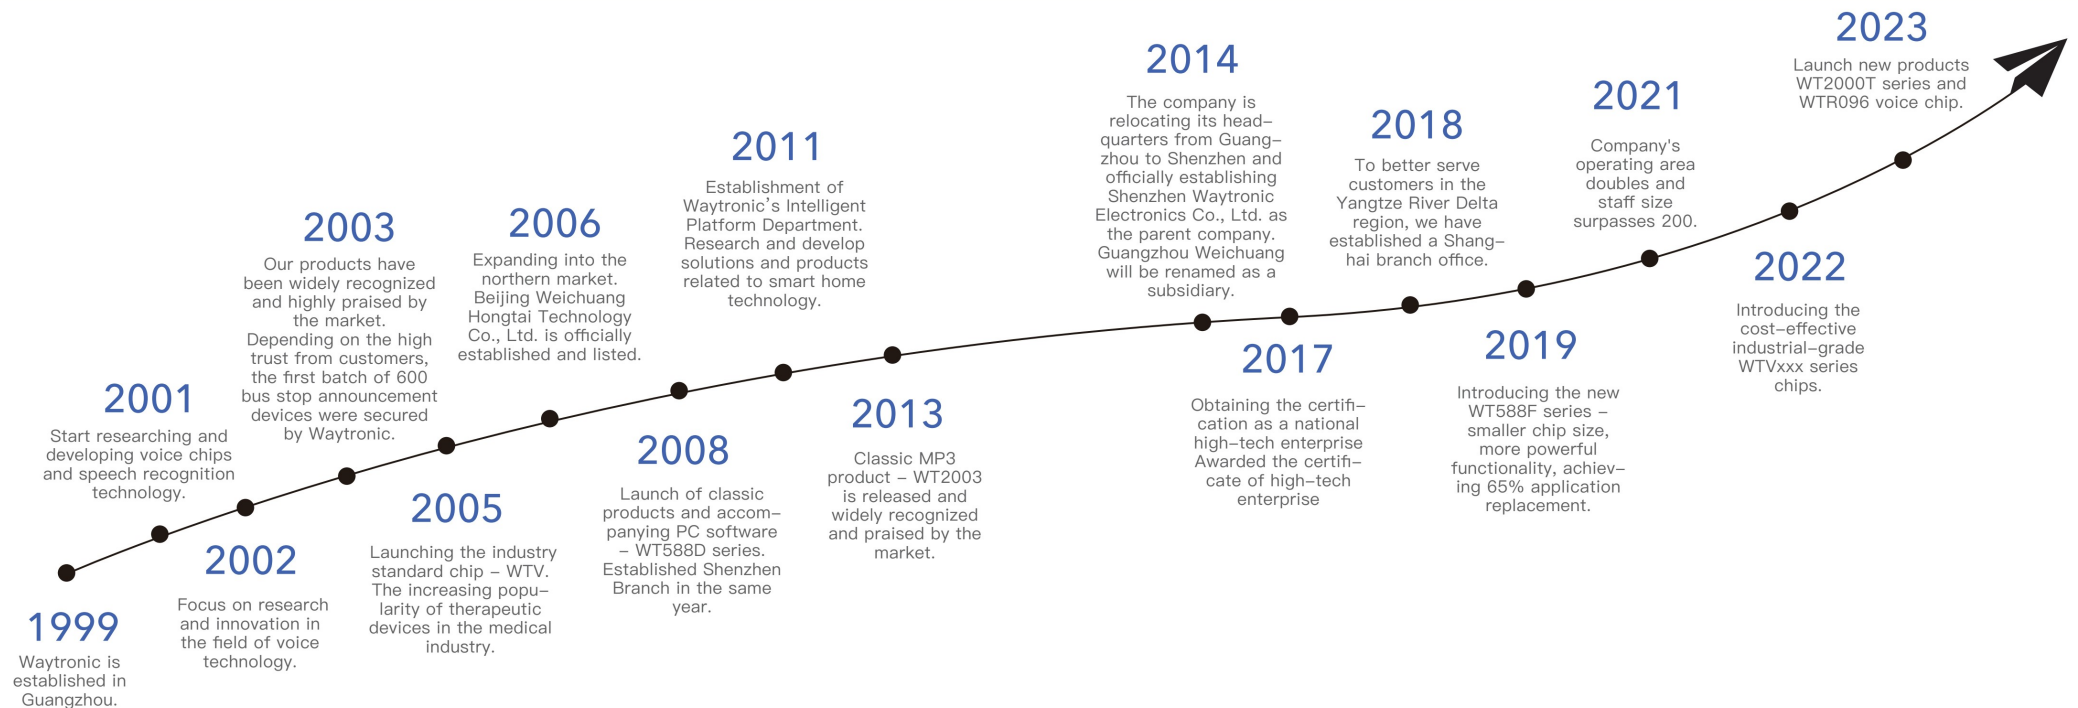 1999
Waytronic is
established in
Guangzhou.
2001
Start researching and
developing voice chips
and speech recognition
technology.
2002
Focus on research
and innovation in
the field of voice
technology.
2003
Our products have
been widely recognized
and highly praised by
the market.
Depending on the high
trust from customers,
the first batch of 600
bus stop announcement
devices were secured
by Waytronic.
2005
Launching the industry
standard chip – WTV.
The increasing popu–
larity of therapeutic
devices in the medical
industry.
2006
Expanding into the
northern market.
Beijing Weichuang
Hongtai Technology
Co., Ltd. is officially
established and listed.
2008
Launch of classic
products and accom–
panying PC software
– WT588D series.
Established Shenzhen
Branch in the same
year.
2011
Establishment of
Waytronic's Intelligent
Platform Department.
Research and develop
solutions and products
related to smart home
technology.
2013
Classic MP3
product – WT2003
is released and
widely recognized
and praised by the
market.
2014
The company is
relocating its head–
quarters from Guang–
zhou to Shenzhen and
officially establishing
Shenzhen Waytronic
Electronics Co., Ltd. as
the parent company.
Guangzhou Weichuang
will be renamed as a
subsidiary.
2017
Obtaining the certifi–
cation as a national
high–tech enterprise
Awarded the certifi–
cate of high–tech
enterprise
2018
To better serve
customers in the
Yangtze River Delta
region, we have
established a Shang–
hai branch office.
2019
Introducing the new
WT588F series –
smaller chip size,
more powerful
functionality, achiev–
ing 65% application
replacement.
2021
Company's
operating area
doubles and
staff size
surpasses 200.
2022
Introducing the
cost–effective
industrial–grade
WTVxxx series
chips.
2023
Launch new products
WT2000T series and
WTR096 voice chip.